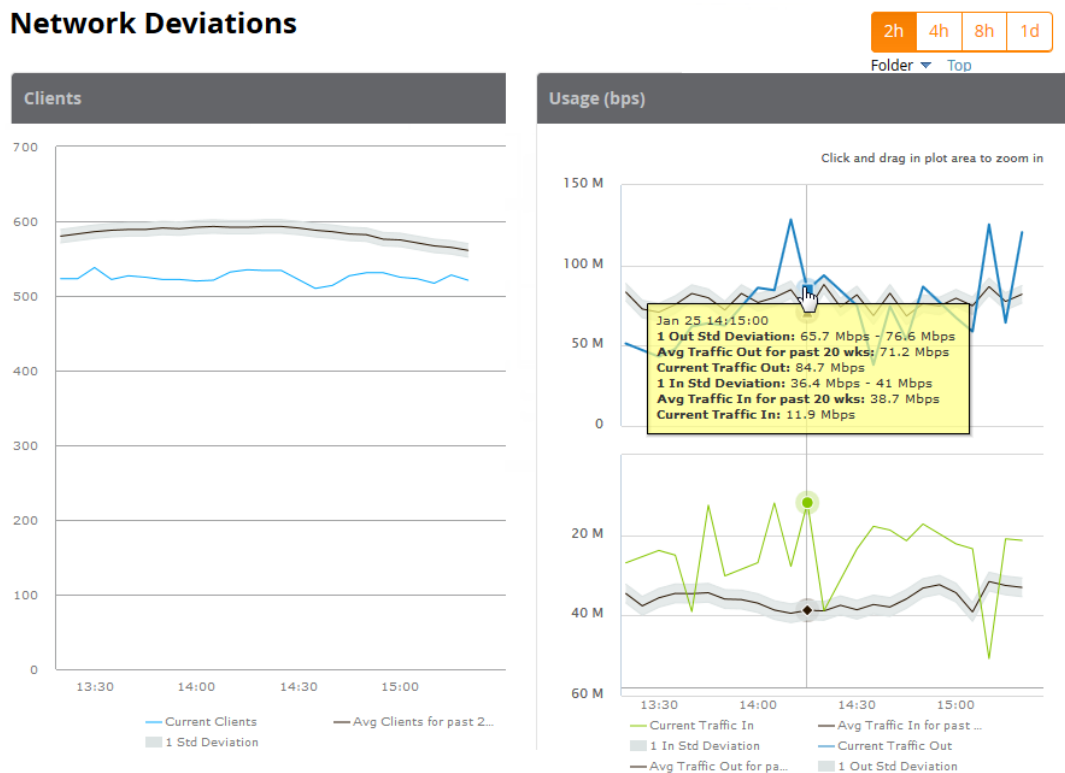 Network Deviations
2h 4h 8h 1d
Folder Top
Clients
700
600
500
400
300
200
100
0
13:30 14:00 14:30 15:00
Current Clients Avg Clients for past 2...
1 Std Deviation
Usage (bps)
Click and drag in plot area to zoom in
150 M
100 M
50 M
0
Jan 25 14:15:00
1 Out Std Deviation: 65.7 Mbps - 76.6 Mbps
Avg Traffic Out for past 20 wks: 71.2 Mbps
Current Traffic Out: 84.7 Mbps
1 In Std Deviation: 36.4 Mbps - 41 Mbps
Avg Traffic In for past 20 wks: 38.7 Mbps
Current Traffic In: 11.9 Mbps
20 M
40 M
60 M
13:30 14:00 15:00
Current Traffic In Avg Traffic In for past ...
1 In Std Deviation Current Traffic Out
Avg Traffic Out for pa... 1 Out Std Deviation